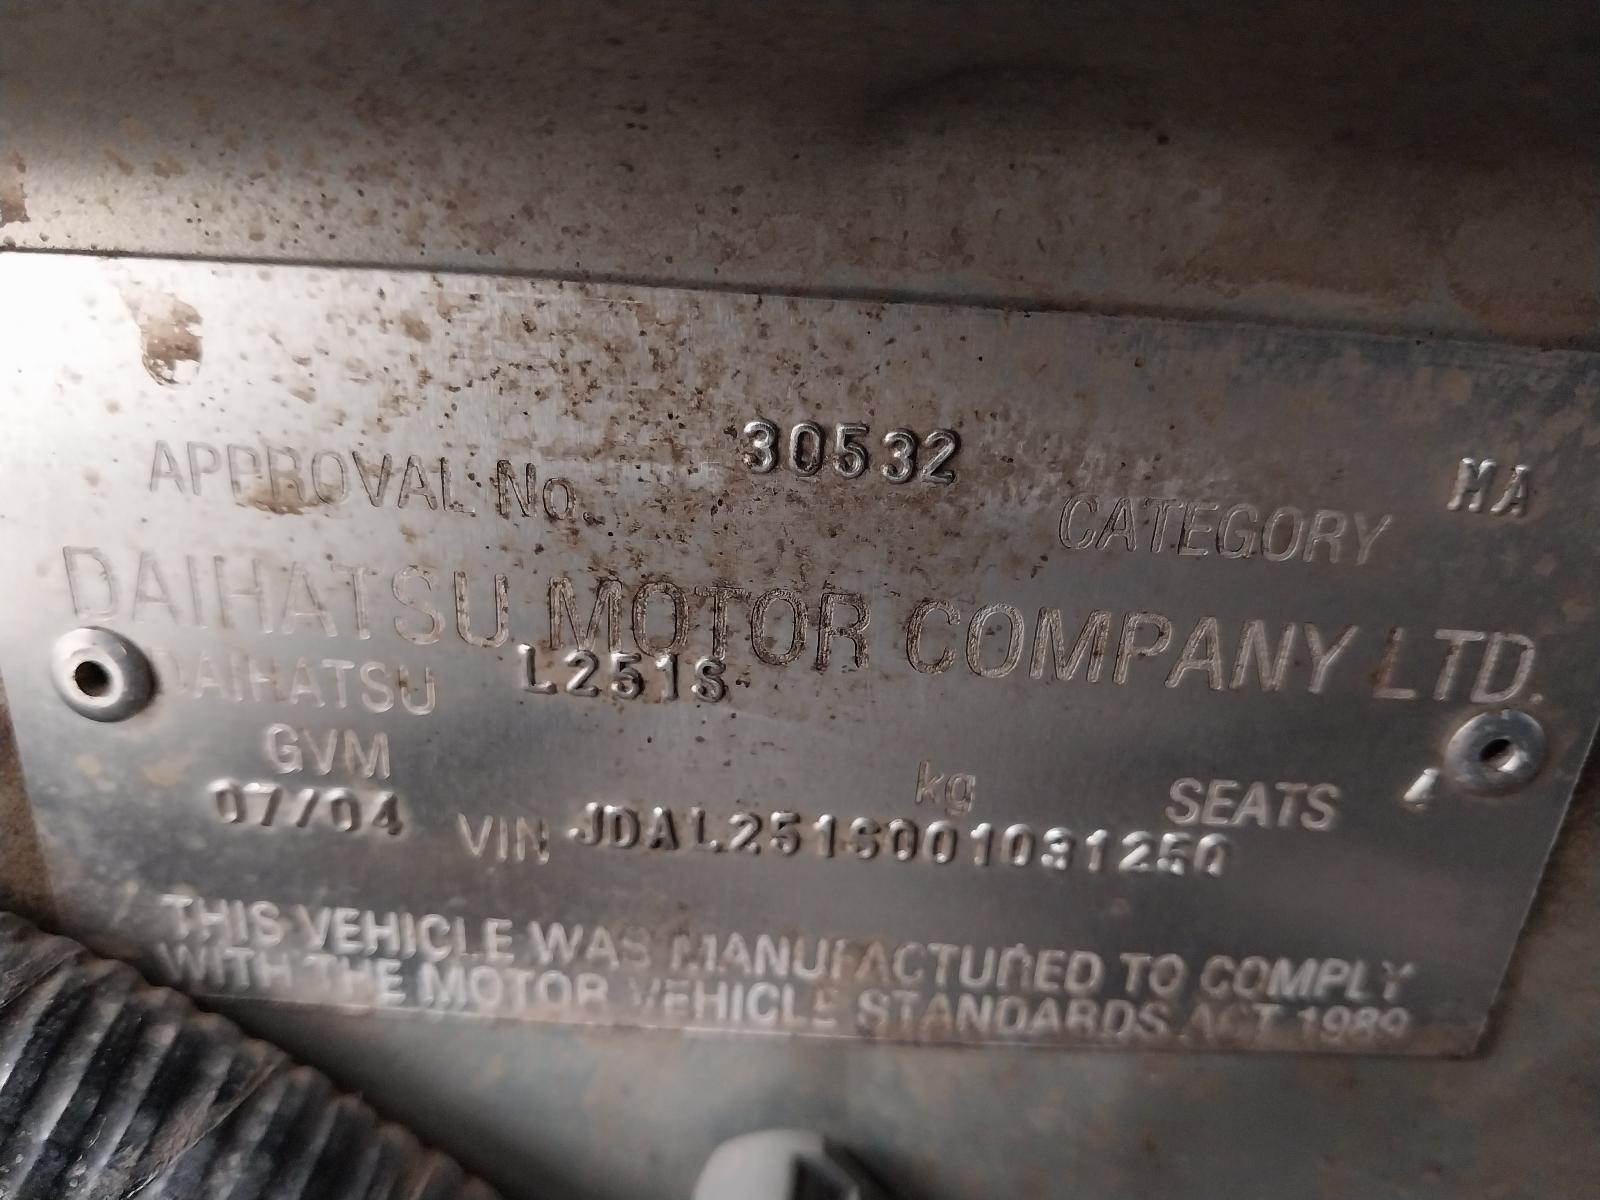 APPROVAL No. 30532 CATEGORY MA
DAIHATSU MOTOR COMPANY LTD.
DAIHATSU L251S
GVM kg SEATS 4
07/04 VIN JDAL251S001031250
THIS VEHICLE WAS MANUFACTURED TO COMPLY
WITH THE MOTOR VEHICLE STANDARDS ACT 1989